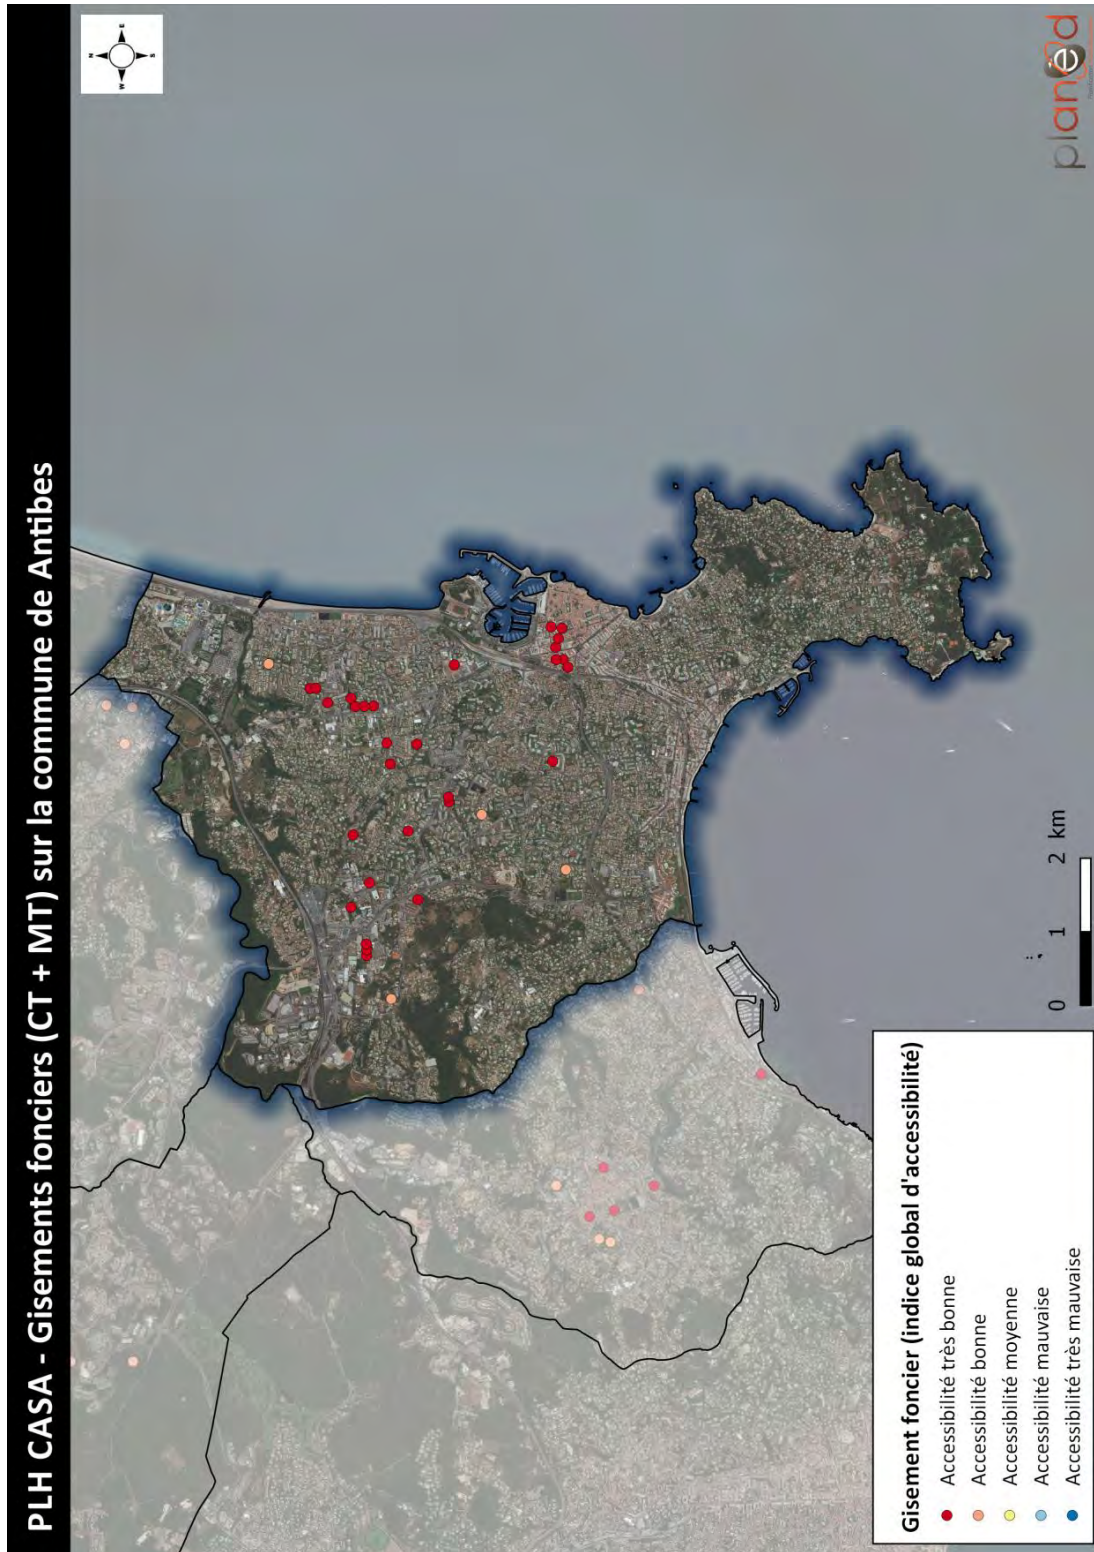 PLH CASA - Gisements fonciers (CT + MT) sur la commune de Antibes
N
E
S
W
Gisement foncier (indice global d'accessibilité)
Accessibilité très bonne
Accessibilité bonne
Accessibilité moyenne
Accessibilité mauvaise
Accessibilité très mauvaise
0 1 2 km
planèd